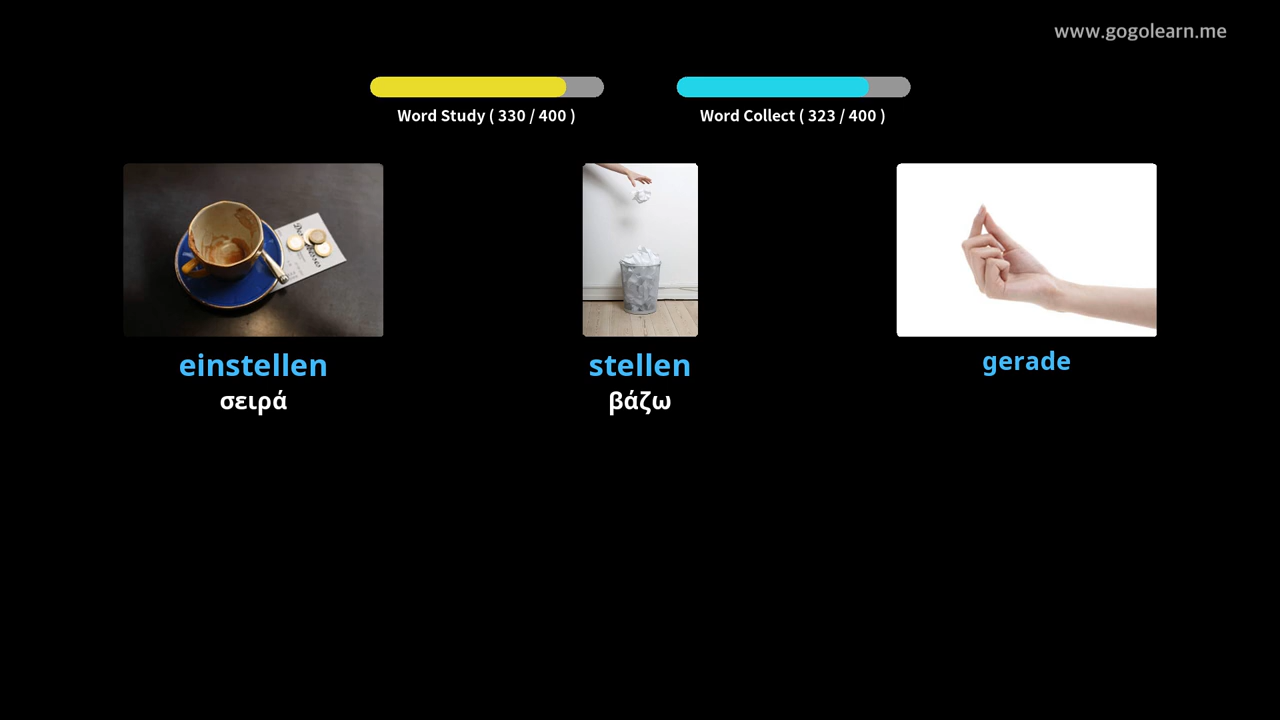 www.gogolearn.me
Word Study ( 330 / 400 )
Word Collect ( 323 / 400 )
einstellen
σειρά
stellen
βάζω
gerade